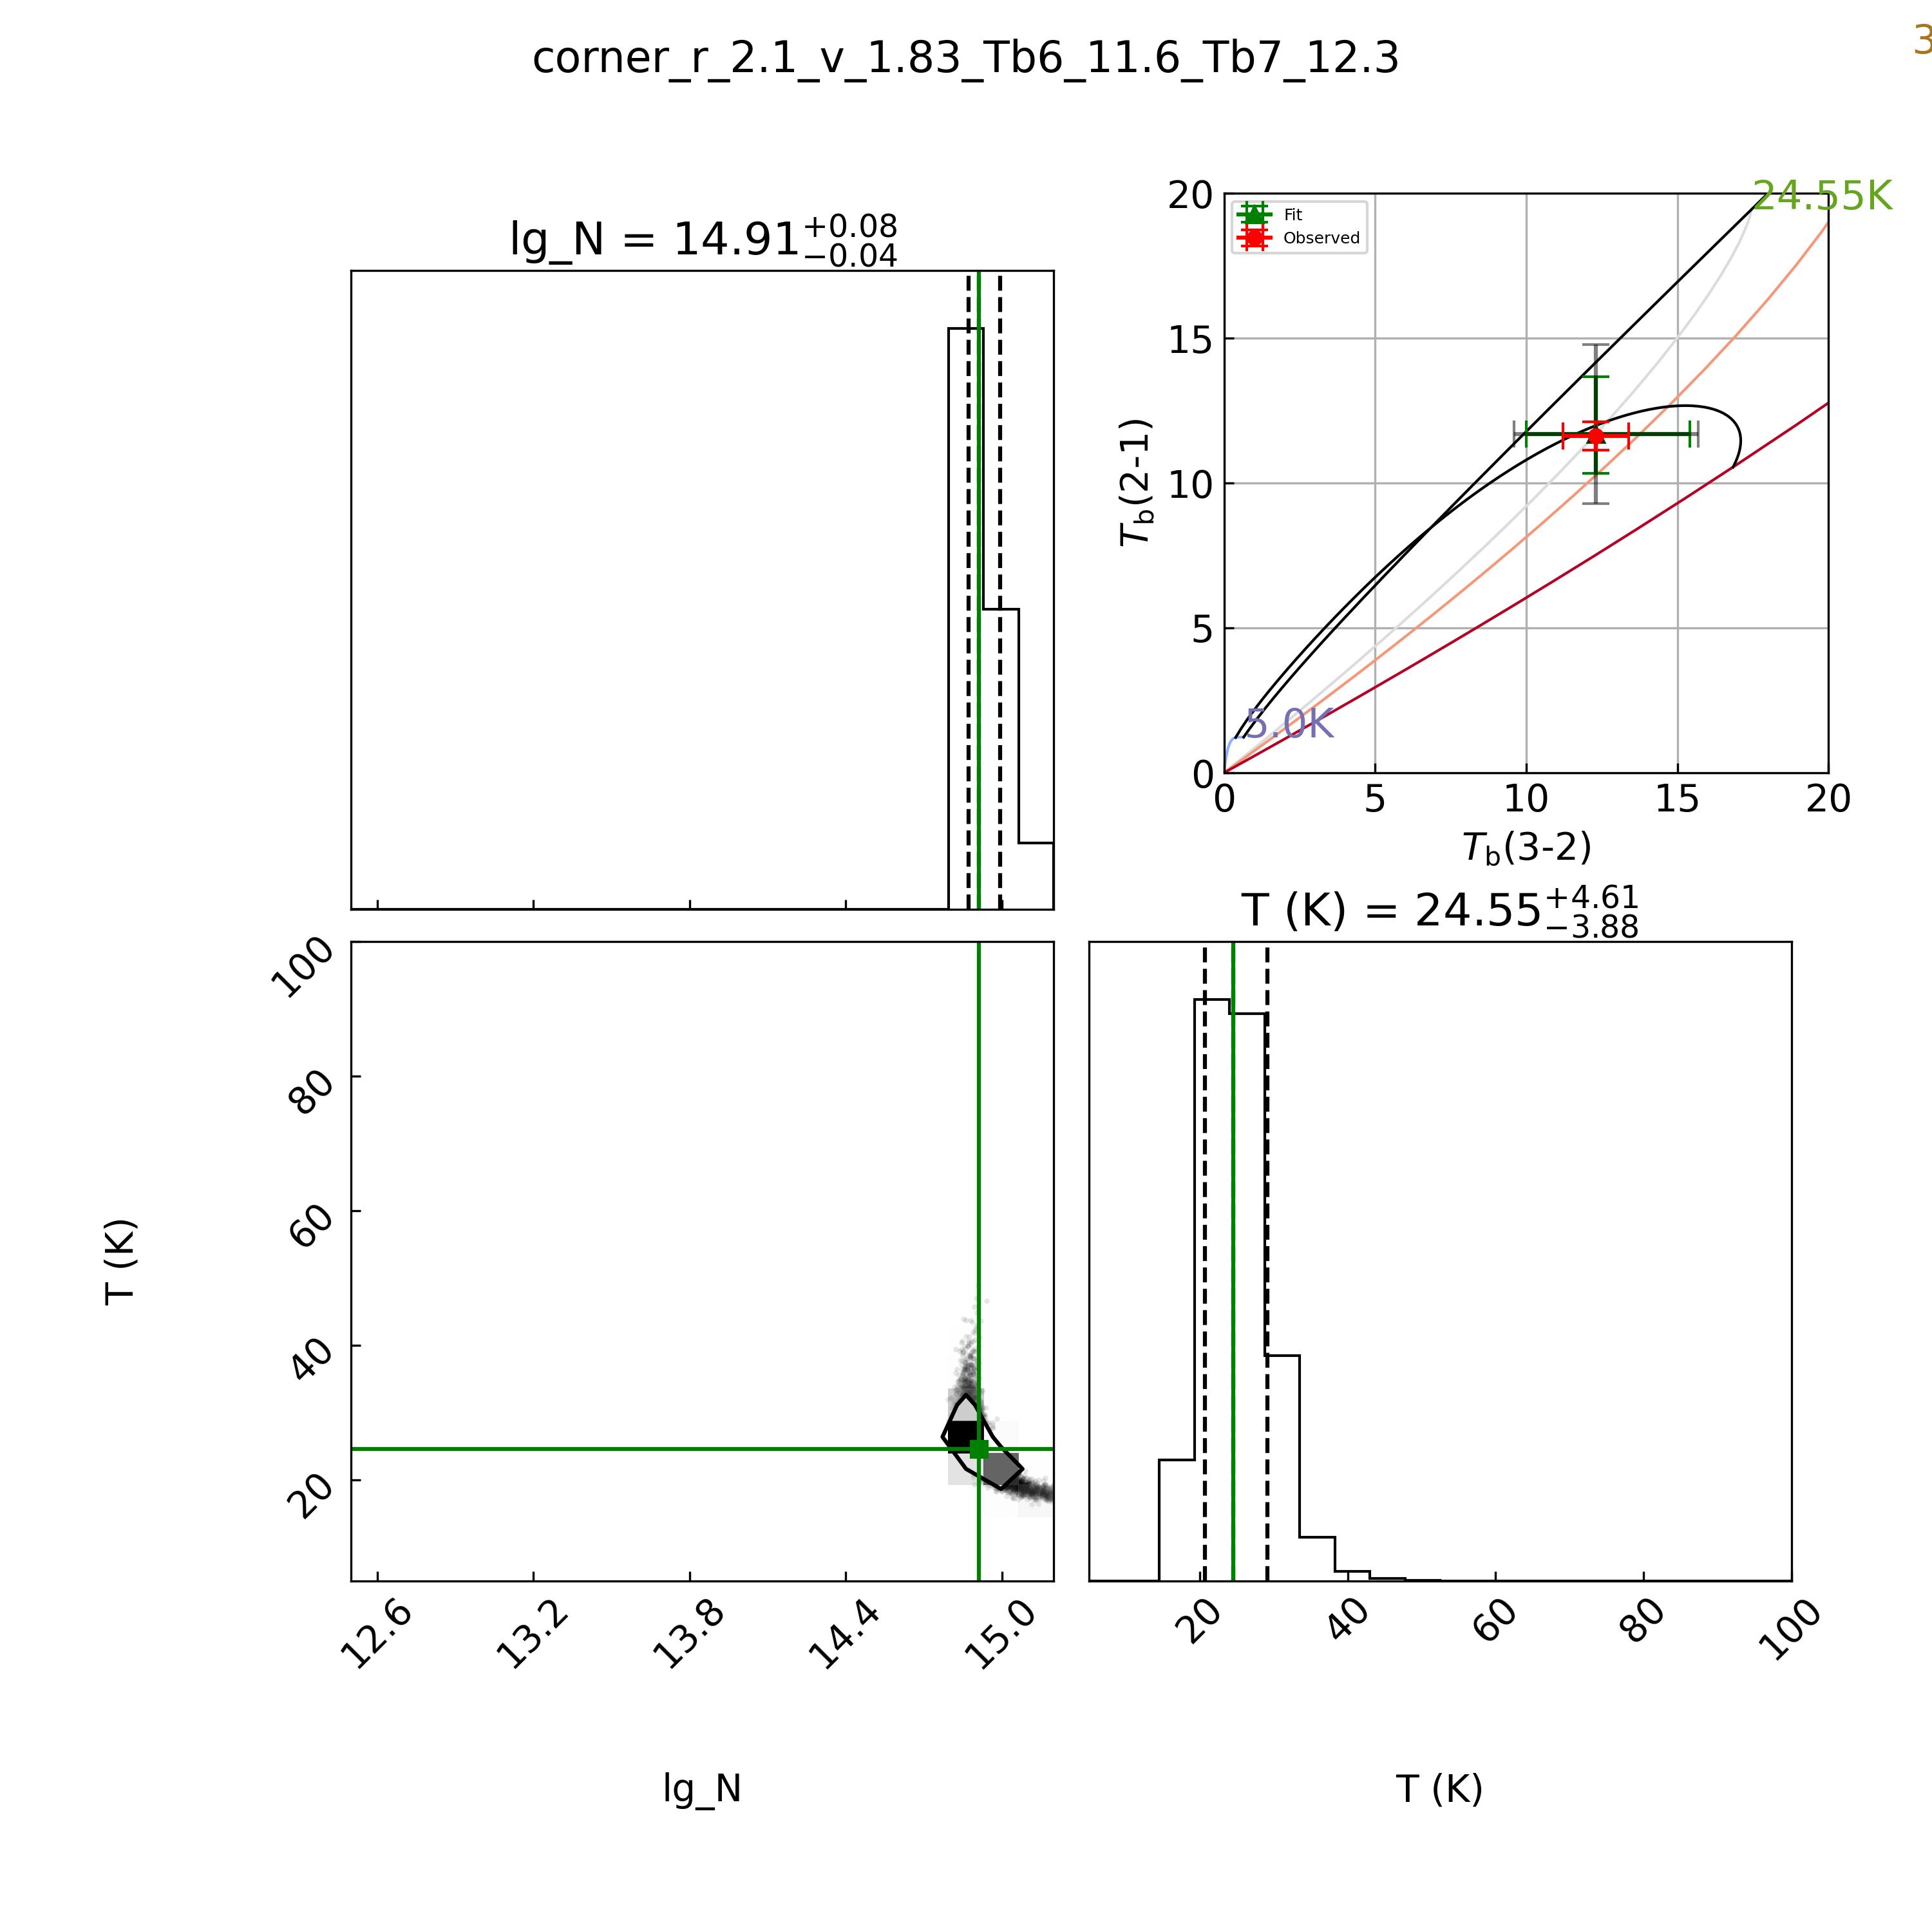 corner_r_2.1_v_1.83_Tb6_11.6_Tb7_12.3
3
lg_N = 14.91 +0.08 −0.04
24.55K
20
15
10
5
0
Fit
Observed
T_b(2-1)
5.0K
0 5 10 15 20
T_b(3-2)
T (K) = 24.55 +4.61 −3.88
100
80
60
40
20
T (K)
12.6 13.2 13.8 14.4 15.0
20 40 60 80 100
lg_N
T (K)